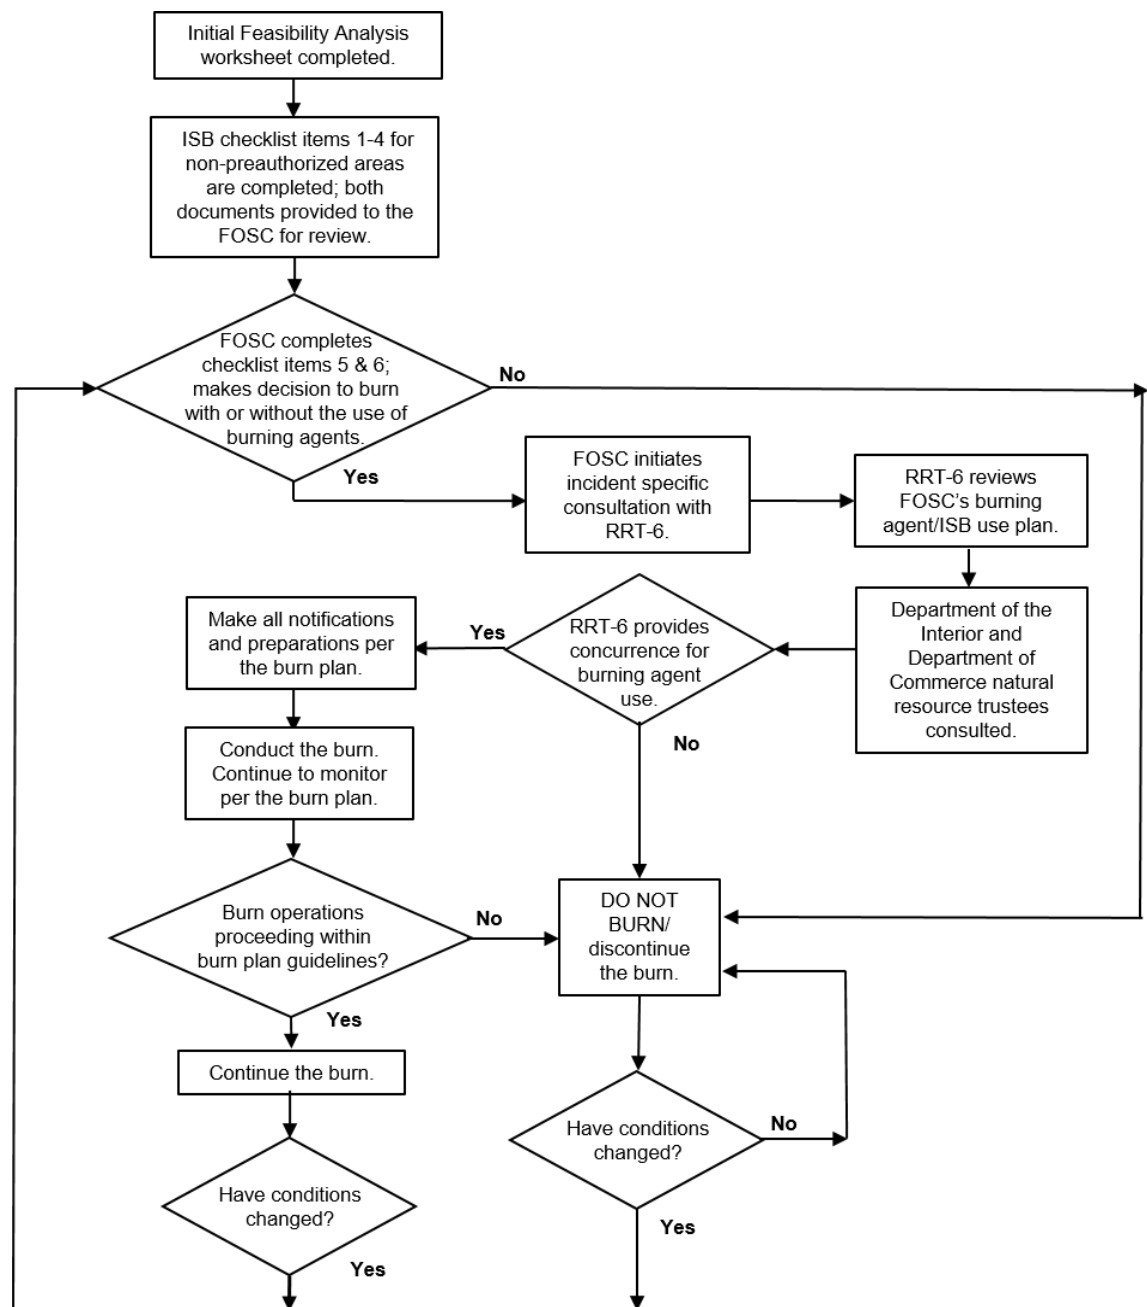 Initial Feasibility Analysis
worksheet completed.
ISB checklist items 1-4 for
non-preauthorized areas
are completed; both
documents provided to the
FOSC for review.
FOSC completes
checklist items 5 & 6;
makes decision to burn
with or without the use of
burning agents.
No
Yes
FOSC initiates
incident specific
consultation with
RRT-6.
RRT-6 reviews
FOSC’s burning
agent/ISB use plan.
Department of the
Interior and
Department of
Commerce natural
resource trustees
consulted.
RRT-6 provides
concurrence for
burning agent
use.
Yes
No
Make all notifications
and preparations per
the burn plan.
Conduct the burn.
Continue to monitor
per the burn plan.
Burn operations
proceeding within
burn plan guidelines?
No
Yes
DO NOT
BURN/
discontinue
the burn.
Continue the burn.
Have conditions
changed?
Yes
Have conditions
changed?
No
Yes